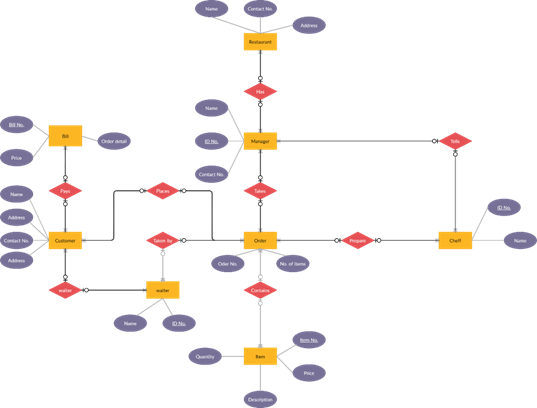 Name
Contact No.
Address
Restaurant
Has
Name
Bill No.
Bill
Order detail
ID No.
Manager
Tells
Price
Contact No.
Pays
Places
Takes
Name
ID No.
Address
Contact No.
Customer
Taken by
Order
Prepare
Cheff
Name
Address
Oder No.
No. of items
waiter
waiter
Contains
Name
ID No.
Item No.
Quantity
Item
Price
Description